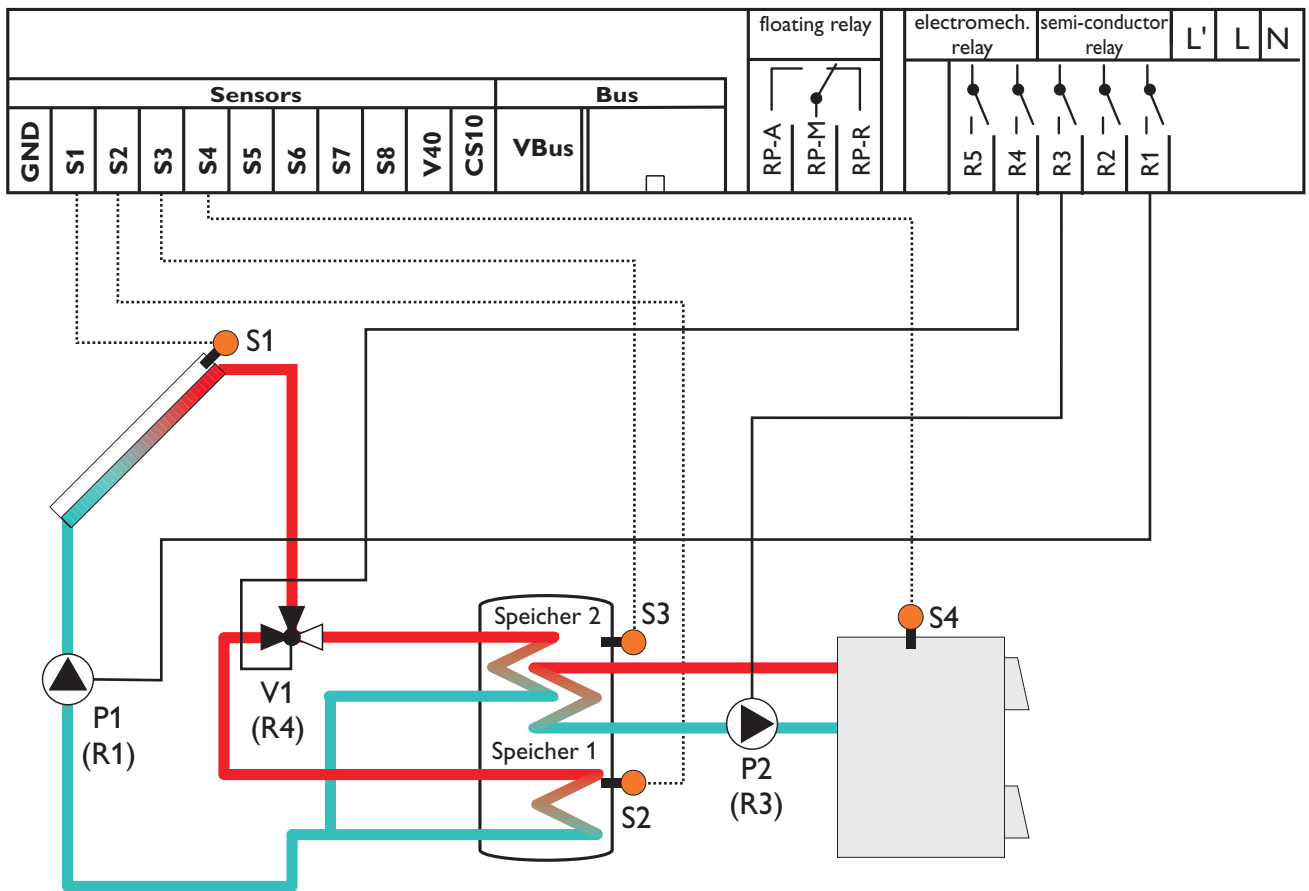 floating relay
electromech.
relay
semi-conductor
relay
L'
L
N
Sensors
Bus
GND
S1
S2
S3
S4
S5
S6
S7
S8
V40
CS10
VBus
RP-A
RP-M
RP-R
R5
R4
R3
R2
R1
S1
Speicher 2
S3
S4
V1
(R4)
P1
(R1)
Speicher 1
S2
P2
(R3)